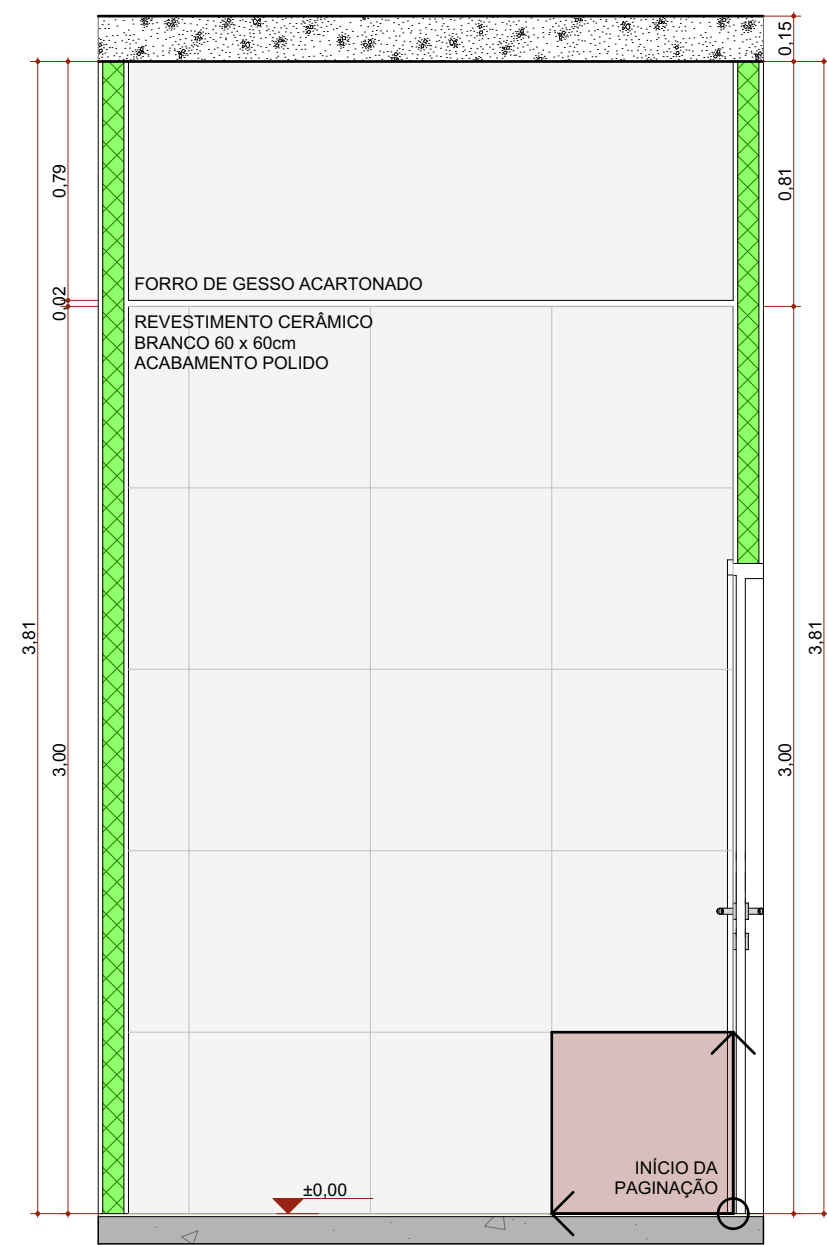 0,15
0,79
0,81
FORRO DE GESSO ACARTONADO
0,02
REVESTIMENTO CERÂMICO
BRANCO 60 x 60cm
ACABAMENTO POLIDO
3,81
3,81
3,00
3,00
INÍCIO DA
PAGINAÇÃO
±0,00